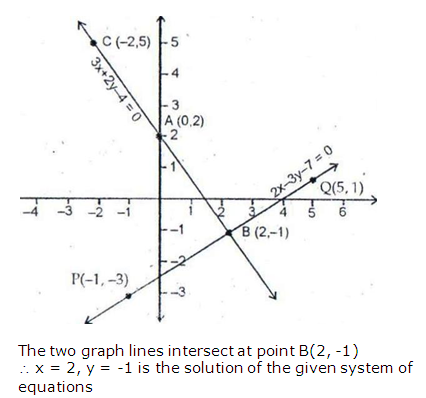 C (-2,5)
5
4
3x+2y-4=0
3
A (0,2)
2
1
2x-3y-7=0
Q(5, 1)
-4 -3 -2 -1 1 2 3 4 5 6
-1
B (2,-1)
-2
P(-1, -3)
-3
The two graph lines intersect at point B(2, -1)
∴ x = 2, y = -1 is the solution of the given system of
equations